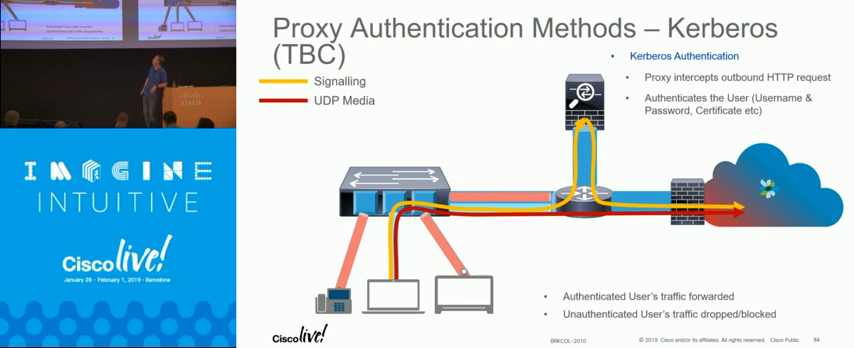 Proxy Authentication Methods – Kerberos
(TBC)
Signalling
UDP Media
• Kerberos Authentication
• Proxy intercepts outbound HTTP request
• Authenticates the User (Username &
Password, Certificate etc)
IMAGINE
INTUITIVE
Cisco live!
January 28 - February 1, 2019 • Barcelona
• Authenticated User's traffic forwarded
• Unauthenticated User's traffic dropped/blocked
Cisco live!
BRKCOL-2010
© 2019 Cisco and/or its affiliates. All rights reserved. Cisco Public
84